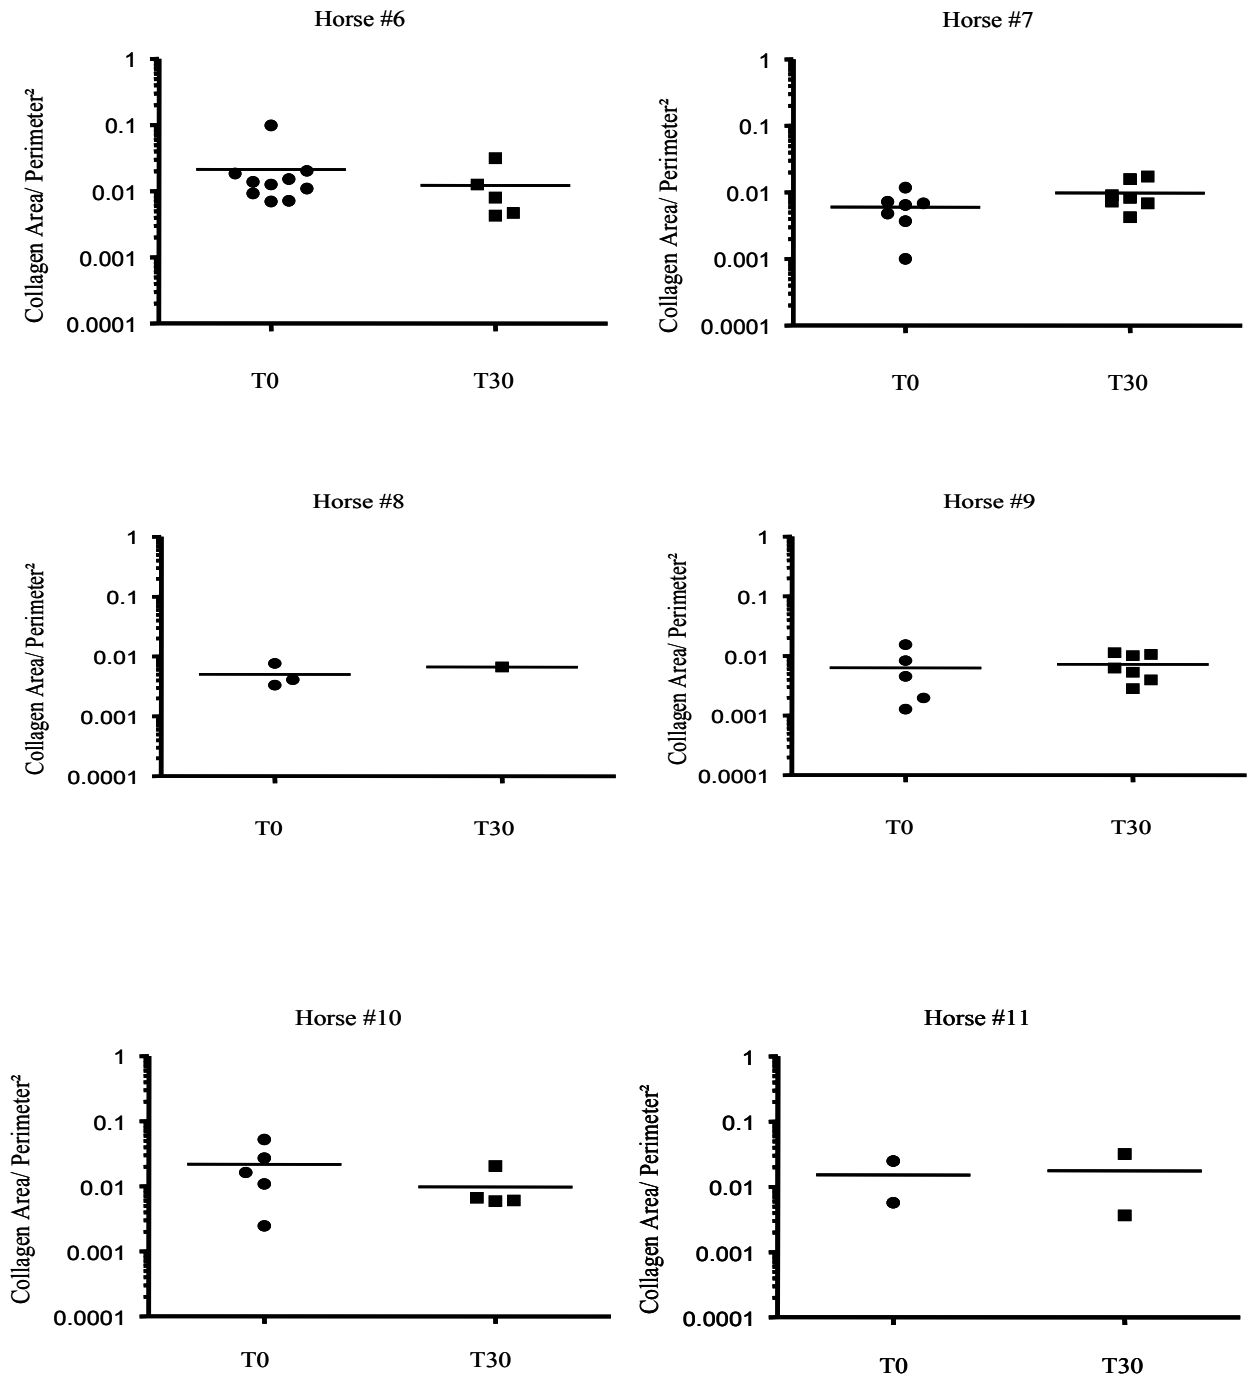 Horse #6
Collagen Area/ Perimeter²
1
0.1
0.01
0.001
0.0001
T0
T30
Horse #7
Collagen Area/ Perimeter²
1
0.1
0.01
0.001
0.0001
T0
T30
Horse #8
Collagen Area/ Perimeter²
1
0.1
0.01
0.001
0.0001
T0
T30
Horse #9
Collagen Area/ Perimeter²
1
0.1
0.01
0.001
0.0001
T0
T30
Horse #10
Collagen Area/ Perimeter²
1
0.1
0.01
0.001
0.0001
T0
T30
Horse #11
Collagen Area/ Perimeter²
1
0.1
0.01
0.001
0.0001
T0
T30